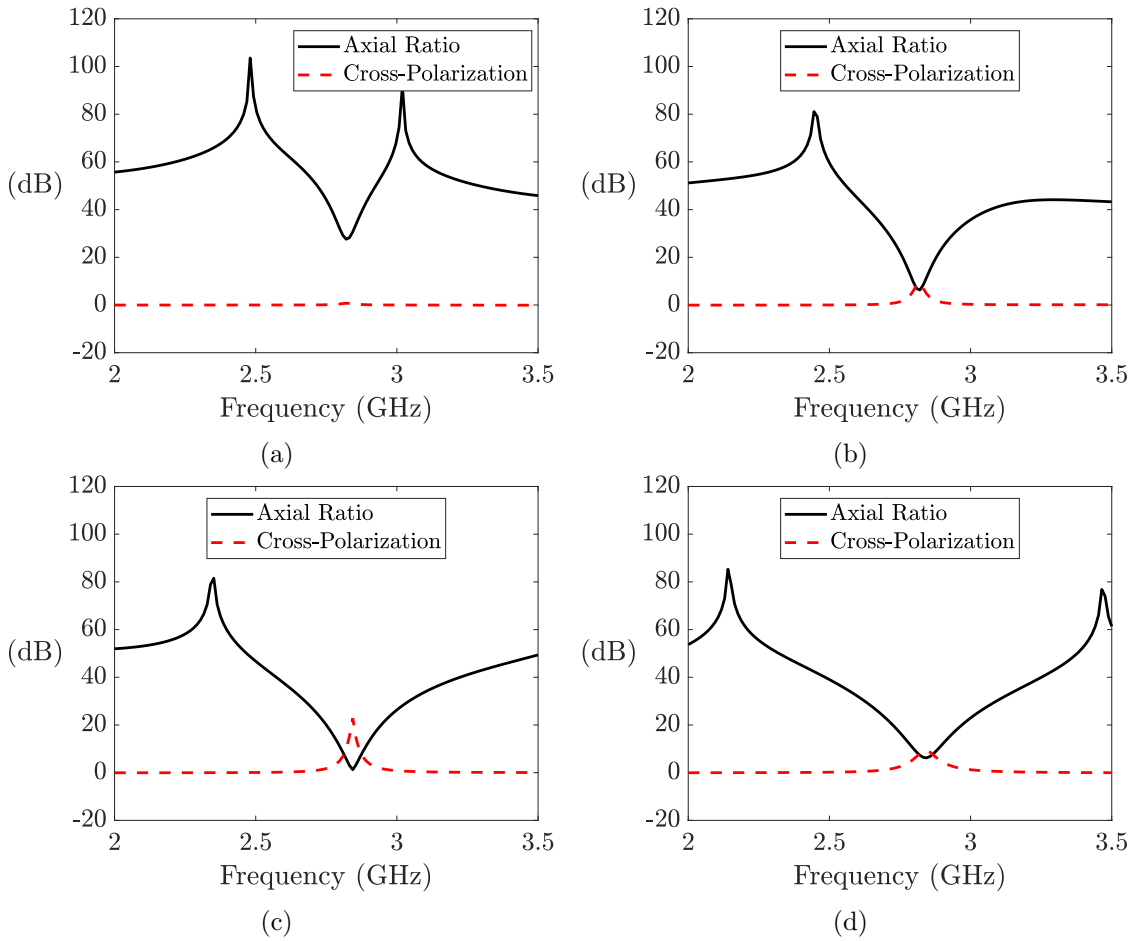 120
100
80
60
40
20
0
-20
(dB)
2
2.5
3
3.5
Frequency (GHz)
Axial Ratio
Cross-Polarization
(a)
120
100
80
60
40
20
0
-20
(dB)
2
2.5
3
3.5
Frequency (GHz)
Axial Ratio
Cross-Polarization
(b)
120
100
80
60
40
20
0
-20
(dB)
2
2.5
3
3.5
Frequency (GHz)
Axial Ratio
Cross-Polarization
(c)
120
100
80
60
40
20
0
-20
(dB)
2
2.5
3
3.5
Frequency (GHz)
Axial Ratio
Cross-Polarization
(d)